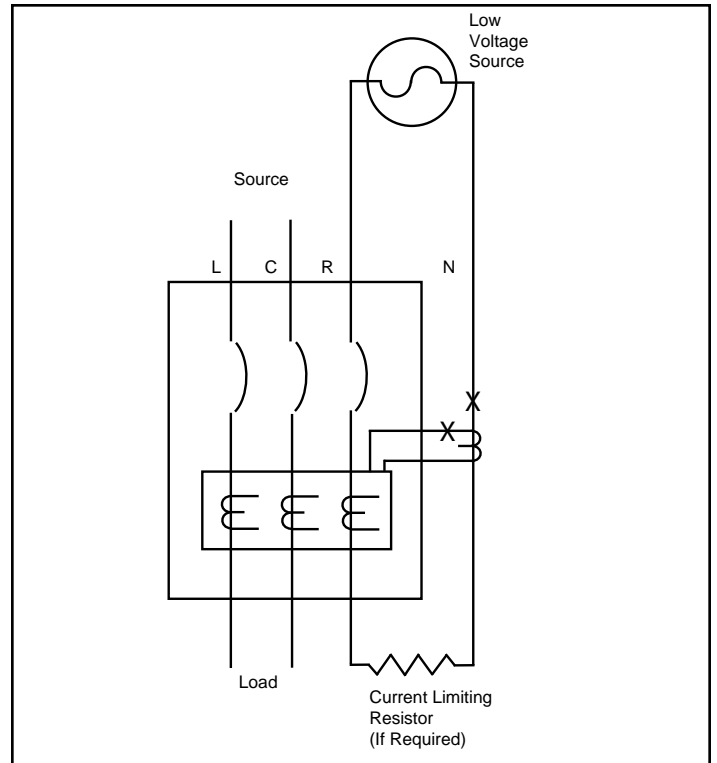 Low
Voltage
Source
Source
L C R N
X
X
Load
Current Limiting
Resistor
(If Required)